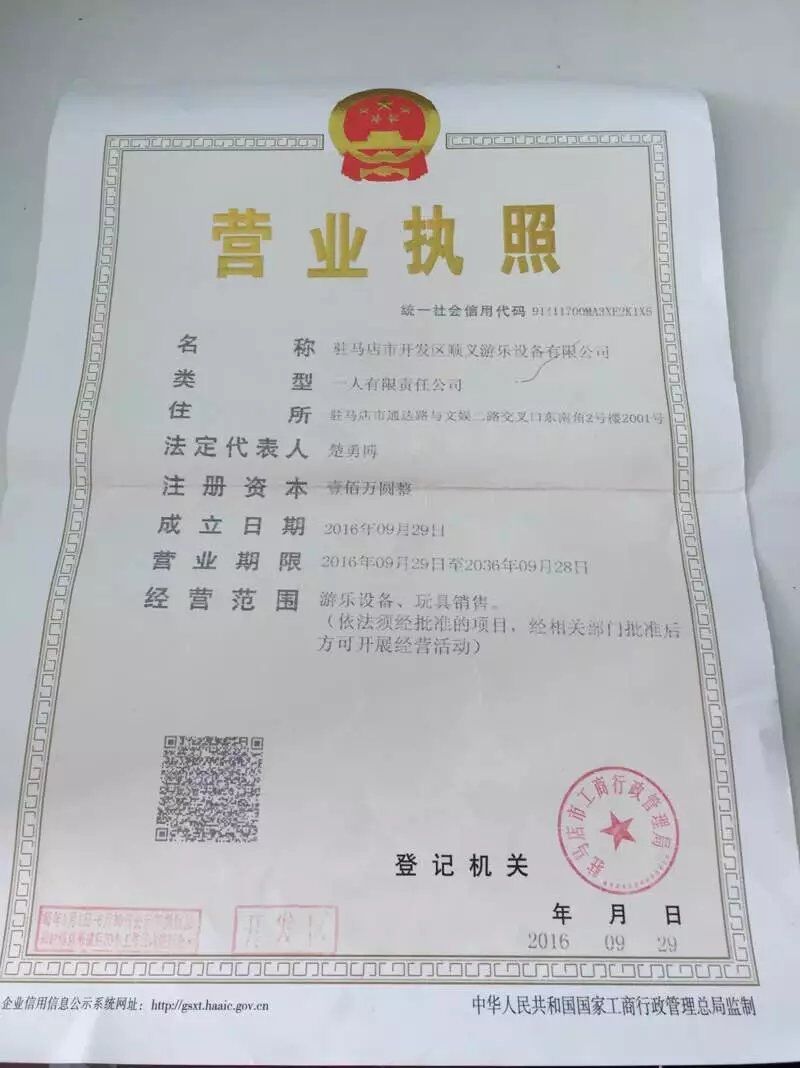 营业执照
统一社会信用代码 91411700MA3XE2K1X5
名称 驻马店市开发区顺义游乐设备有限公司
类型 一人有限责任公司
住所 驻马店市通达路与文娱二路交叉口东南角2号楼2001号
法定代表人 楚勇博
注册资本 壹佰万圆整
成立日期 2016年09月29日
营业期限 2016年09月29日至2036年09月28日
经营范围 游乐设备、玩具销售。
(依法须经批准的项目，经相关部门批准后
方可开展经营活动)
驻马店市工商行政管理局
登记机关
年 月 日
2016 09 29
企业信用信息公示系统网址：http://gsxt.haaic.gov.cn
中华人民共和国国家工商行政管理总局监制